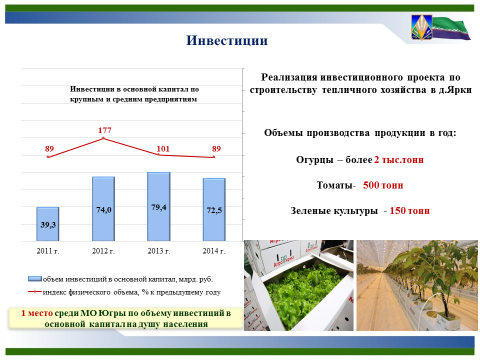 Инвестиции
Инвестиции в основной капитал по
крупным и средним предприятиям
89
177
101
89
39,3
74,0
79,4
72,5
2011 г.
2012 г.
2013 г.
2014 г.
объем инвестиций в основной капитал, млрд. руб.
индекс физического объема, % к предыдущему году
1 место среди МО Югры по объему инвестиций в
основной капитал на душу населения
Реализация инвестиционного проекта по
строительству тепличного хозяйства в д.Ярки
Объемы производства продукции в год:
Огурцы – более 2 тыс.тонн
Томаты- 500 тонн
Зеленые культуры - 150 тонн